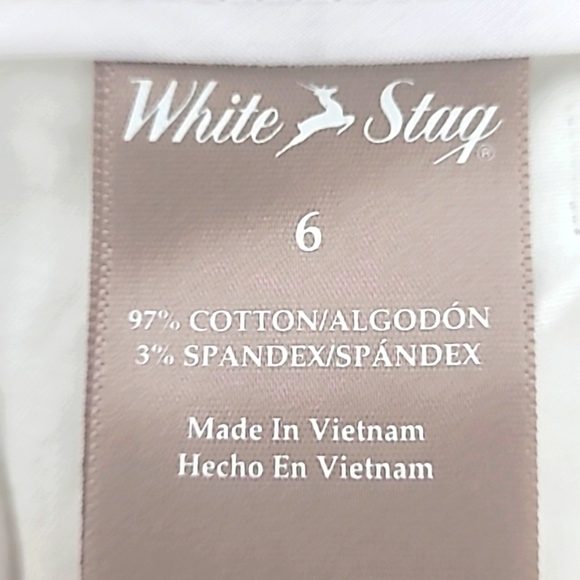 White Stag®
6
97% COTTON/ALGODÓN
3% SPANDEX/SPÁNDEX
Made In Vietnam
Hecho En Vietnam